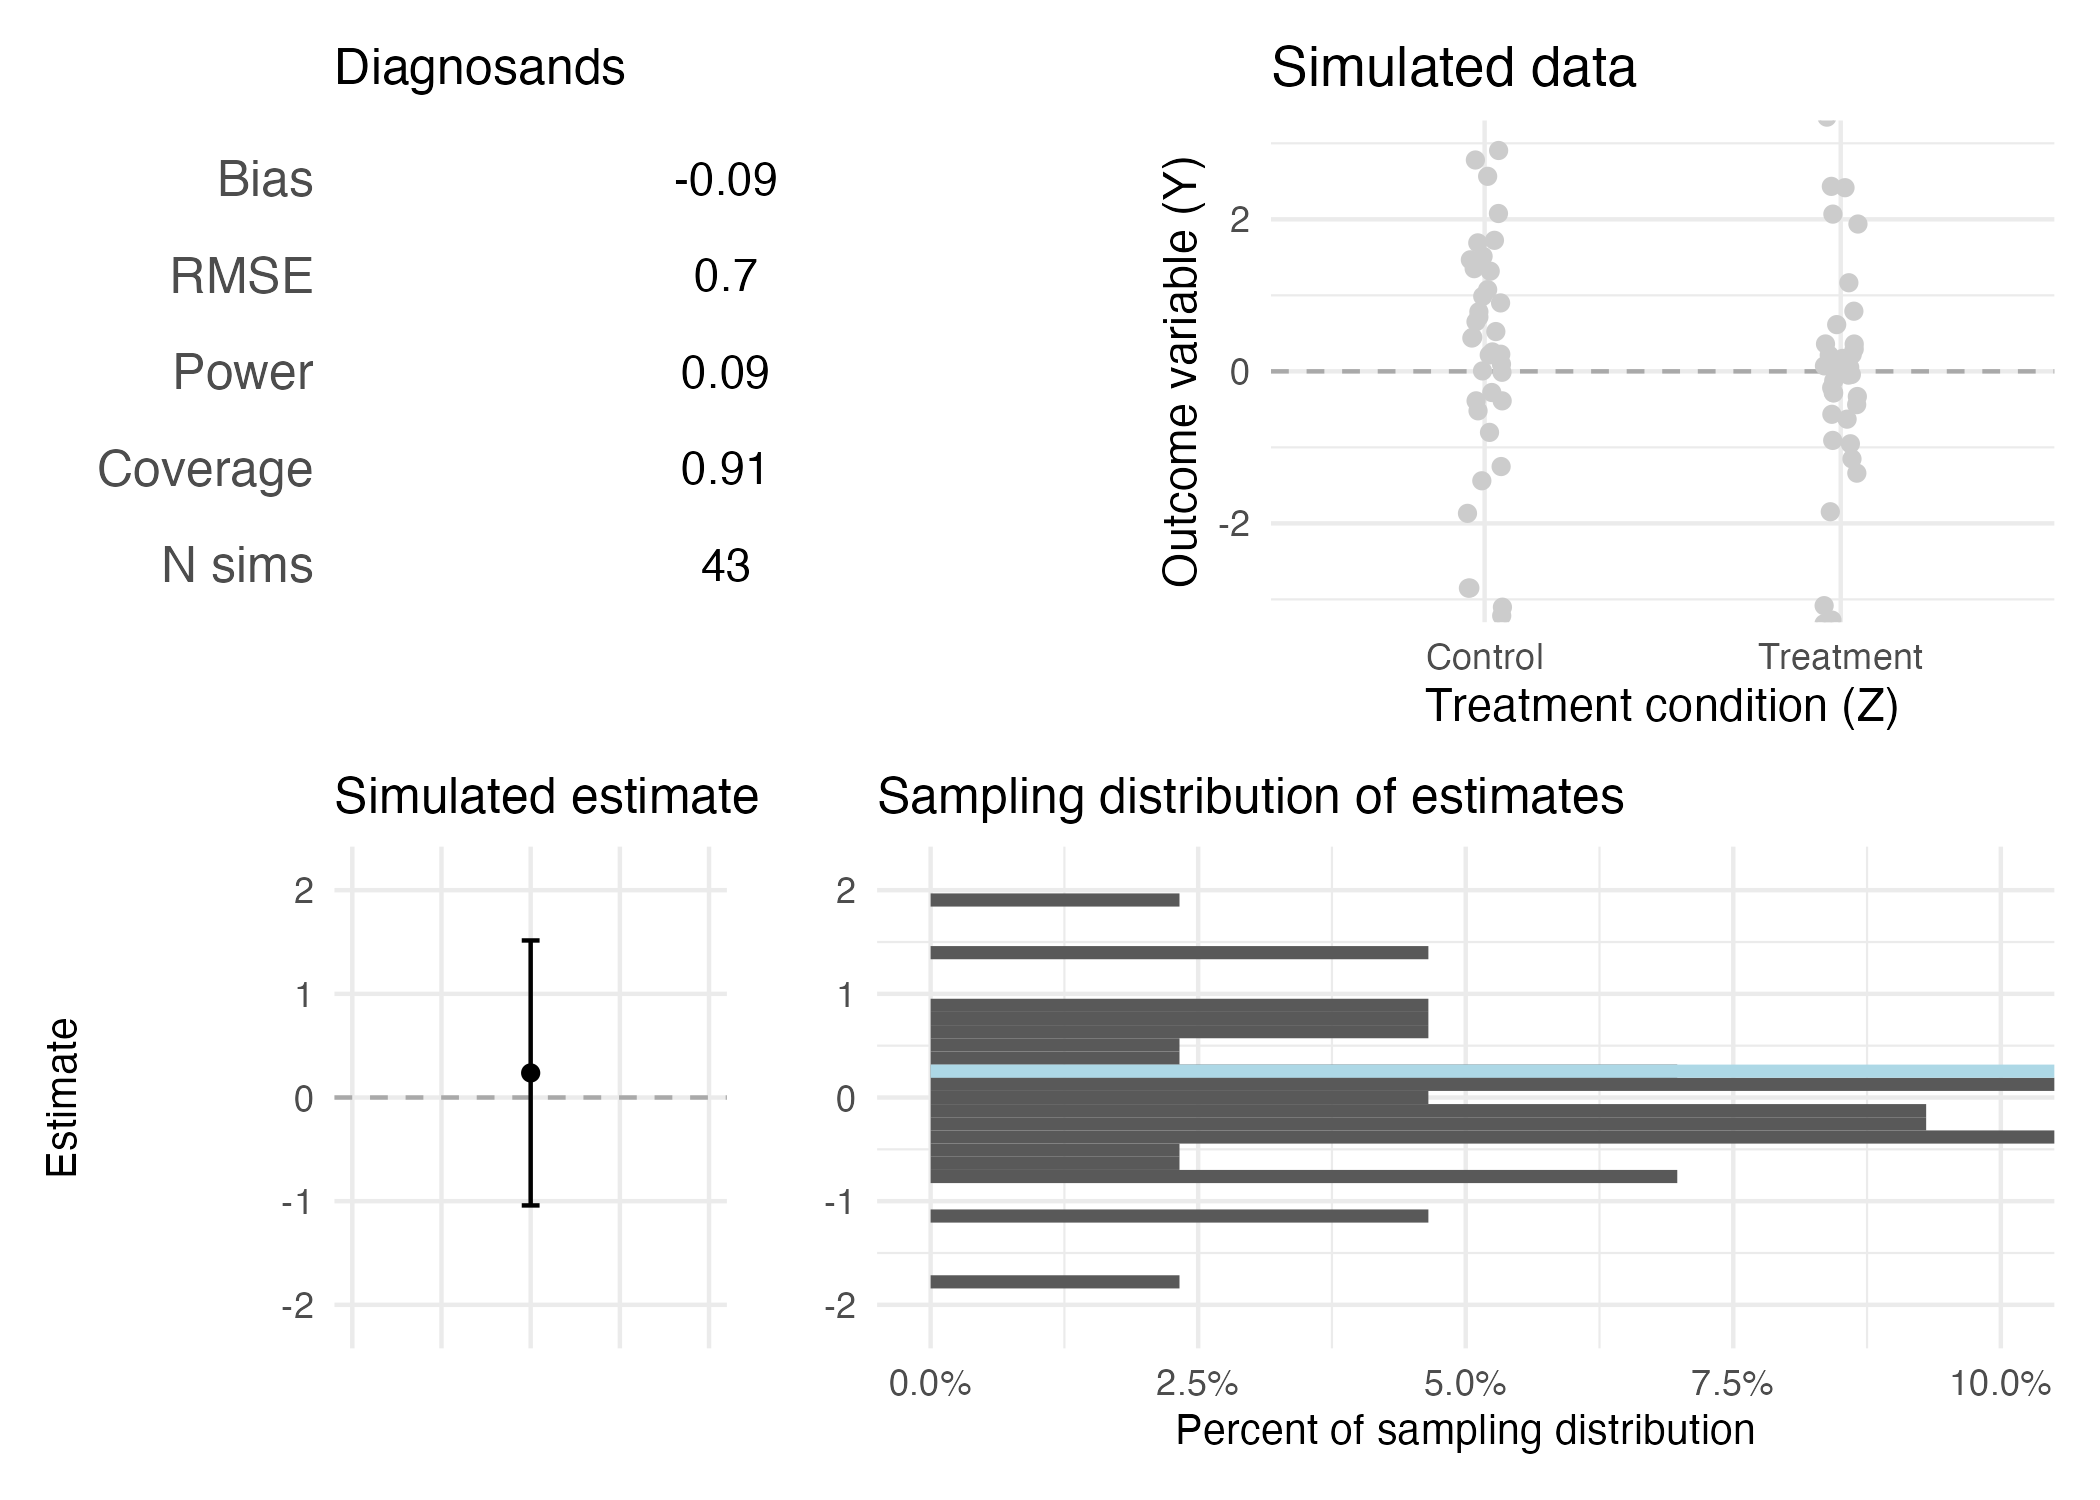 Diagnosands
Bias -0.09
RMSE 0.7
Power 0.09
Coverage 0.91
N sims 43
Simulated data
Outcome variable (Y)
2
0
-2
Control Treatment
Treatment condition (Z)
Simulated estimate
Estimate
2
1
0
-1
-2
Sampling distribution of estimates
2
1
0
-1
-2
0.0% 2.5% 5.0% 7.5% 10.0%
Percent of sampling distribution